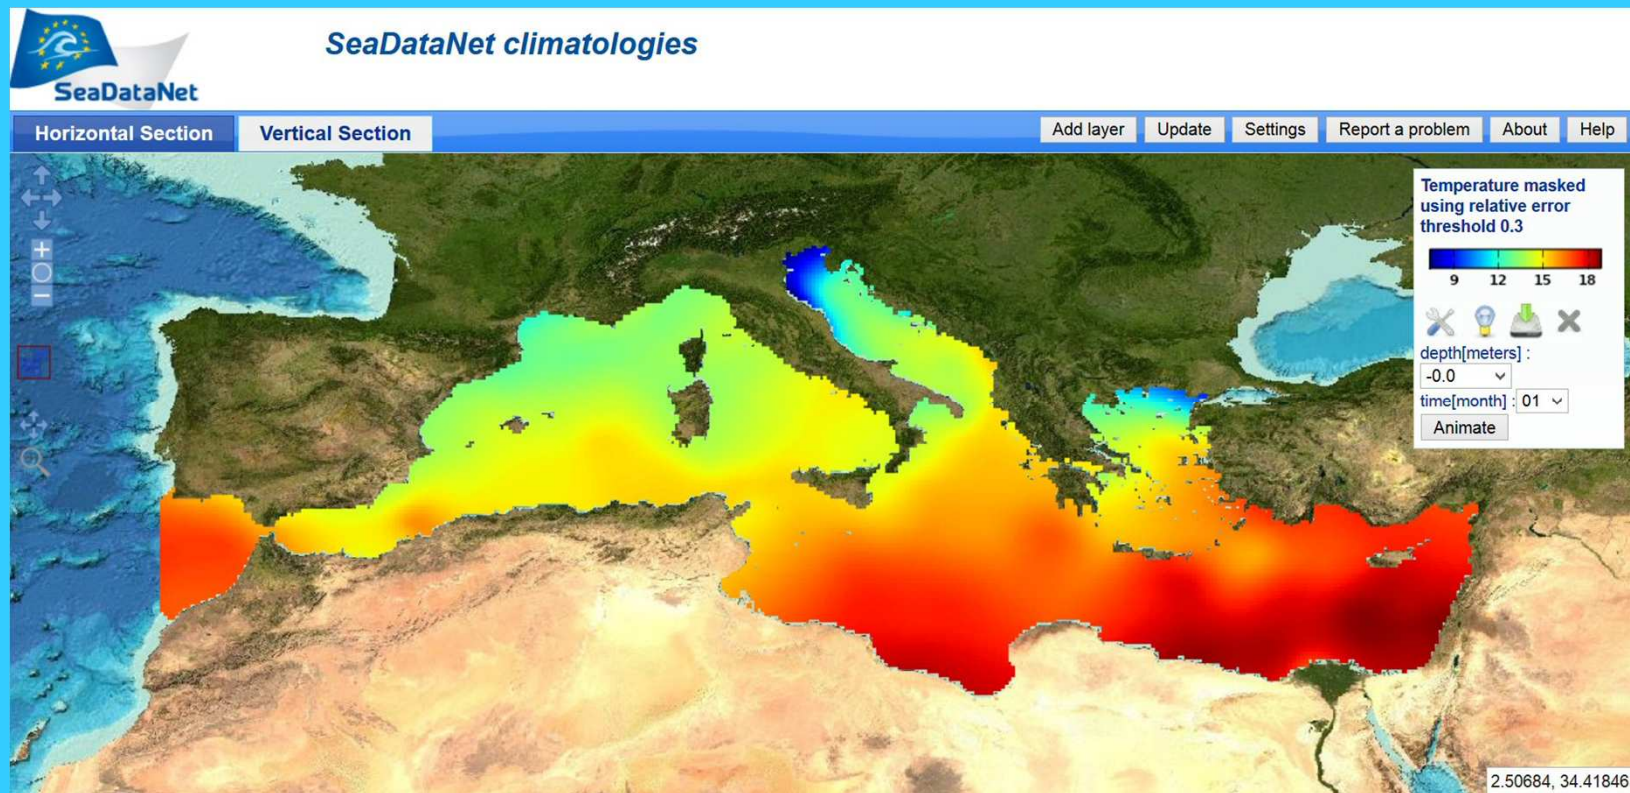 SeaDataNet
SeaDataNet climatologies
Horizontal Section
Vertical Section
Add layer
Update
Settings
Report a problem
About
Help
Temperature masked
using relative error
threshold 0.3
9 12 15 18
depth[meters] :
-0.0
time[month] : 01
Animate
2.50684, 34.41846